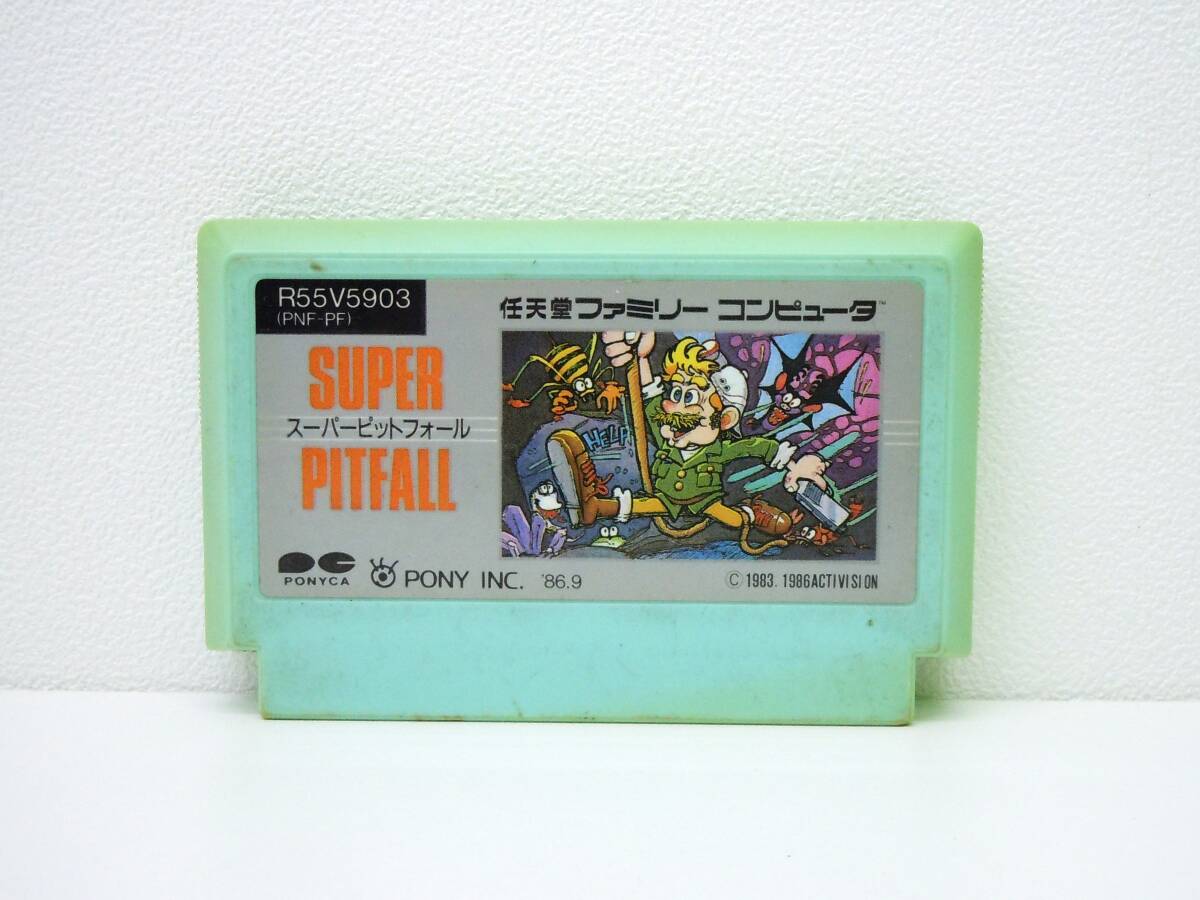 R55V5903
(PNF-PF)
任天堂ファミリー コンピュータ™
SUPER
スーパーピットフォール
PITFALL
HELP!
PONYCA
PONY INC. '86.9
© 1983. 1986ACTIVISION